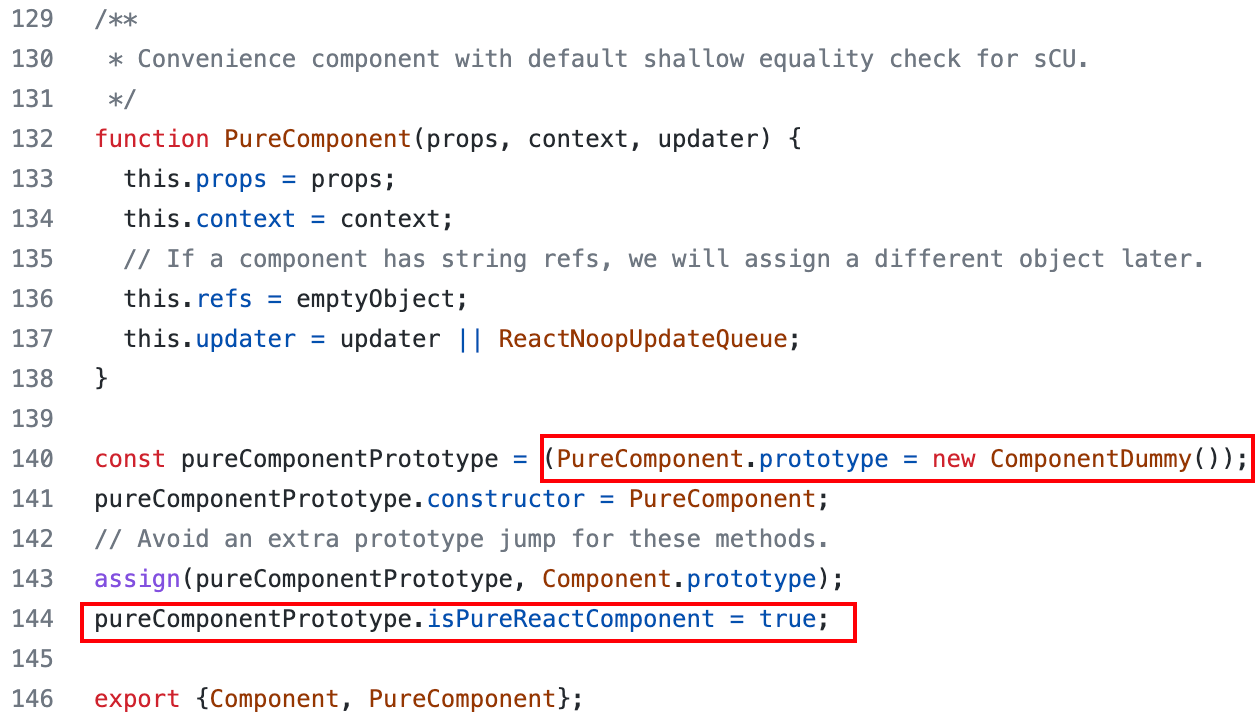 129 /**
130  * Convenience component with default shallow equality check for sCU.
131  */
132 function PureComponent(props, context, updater) {
133   this.props = props;
134   this.context = context;
135   // If a component has string refs, we will assign a different object later.
136   this.refs = emptyObject;
137   this.updater = updater || ReactNoopUpdateQueue;
138 }
139
140 const pureComponentPrototype = (PureComponent.prototype = new ComponentDummy());
141 pureComponentPrototype.constructor = PureComponent;
142 // Avoid an extra prototype jump for these methods.
143 assign(pureComponentPrototype, Component.prototype);
144 pureComponentPrototype.isPureReactComponent = true;
145
146 export {Component, PureComponent};